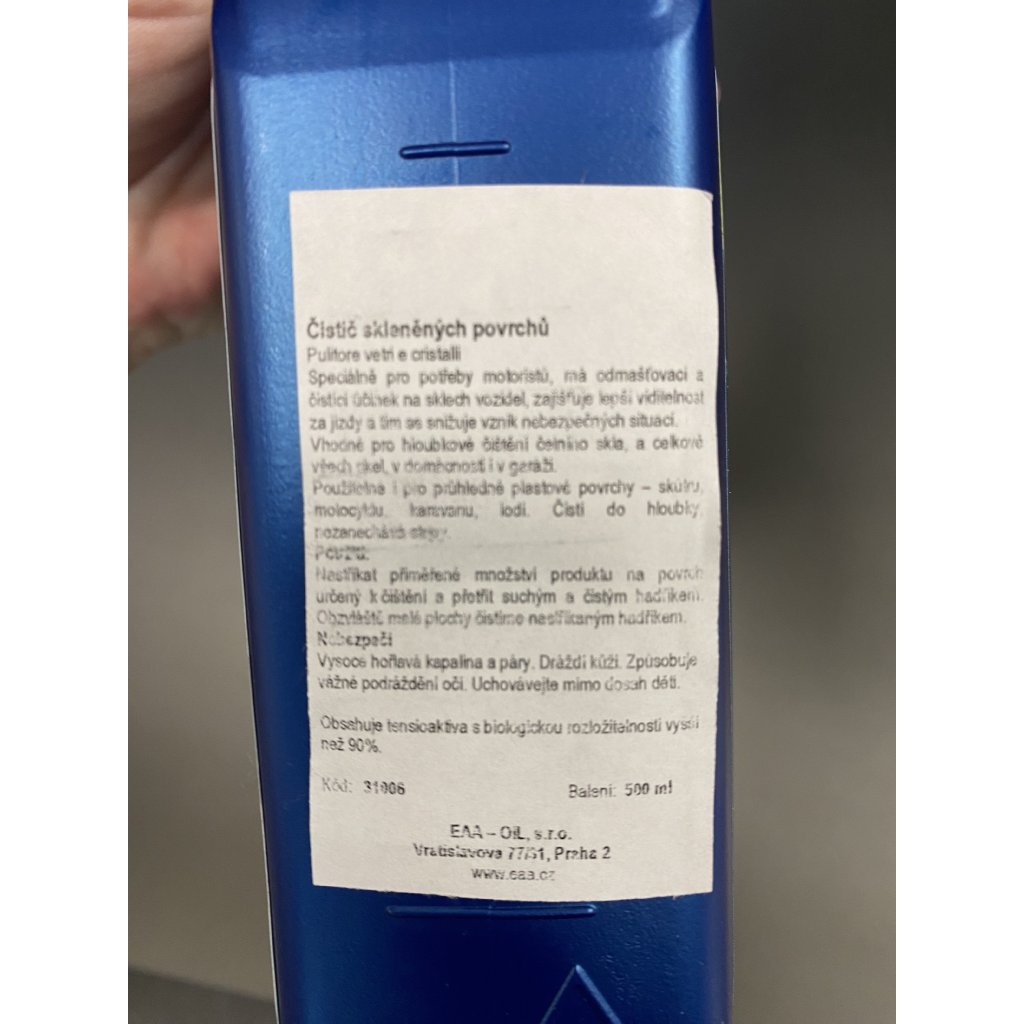 Čistič skleněných povrchů
Pulitore vetri e cristalli
Speciálně pro potřeby motoristů, má odmašťovací a
čistící účinek na sklech vozidel, zajišťuje lepší viditelnost
za jízdy a tím se snižuje vznik nebezpečných situací.
Vhodné pro hloubkové čištění čelního skla, a celkově
všech skel, v domácnosti i v garáži.
Použitelné i pro průhledné plastové povrchy – skútru,
motocyklu, karavanu, lodí. Čistí do hloubky,
nezanechává stopy.
Použití:
Nastříkat přiměřené množství produktu na povrch
určený k čištění a přetřít suchým a čistým hadříkem.
Obzvláště malé plochy čistíme nastříkaným hadříkem.
Nebezpečí
Vysoce hořlavá kapalina a páry. Dráždí kůži. Způsobuje
vážné podráždění očí. Uchovávejte mimo dosah dětí.
Obsahuje tensioaktiva s biologickou rozložitelností vyšší
než 90%.
Kód: 31006 Balení: 500 ml
EAA – OIL, s.r.o.
Vratislavova, Praha 2
www.eaa.cz